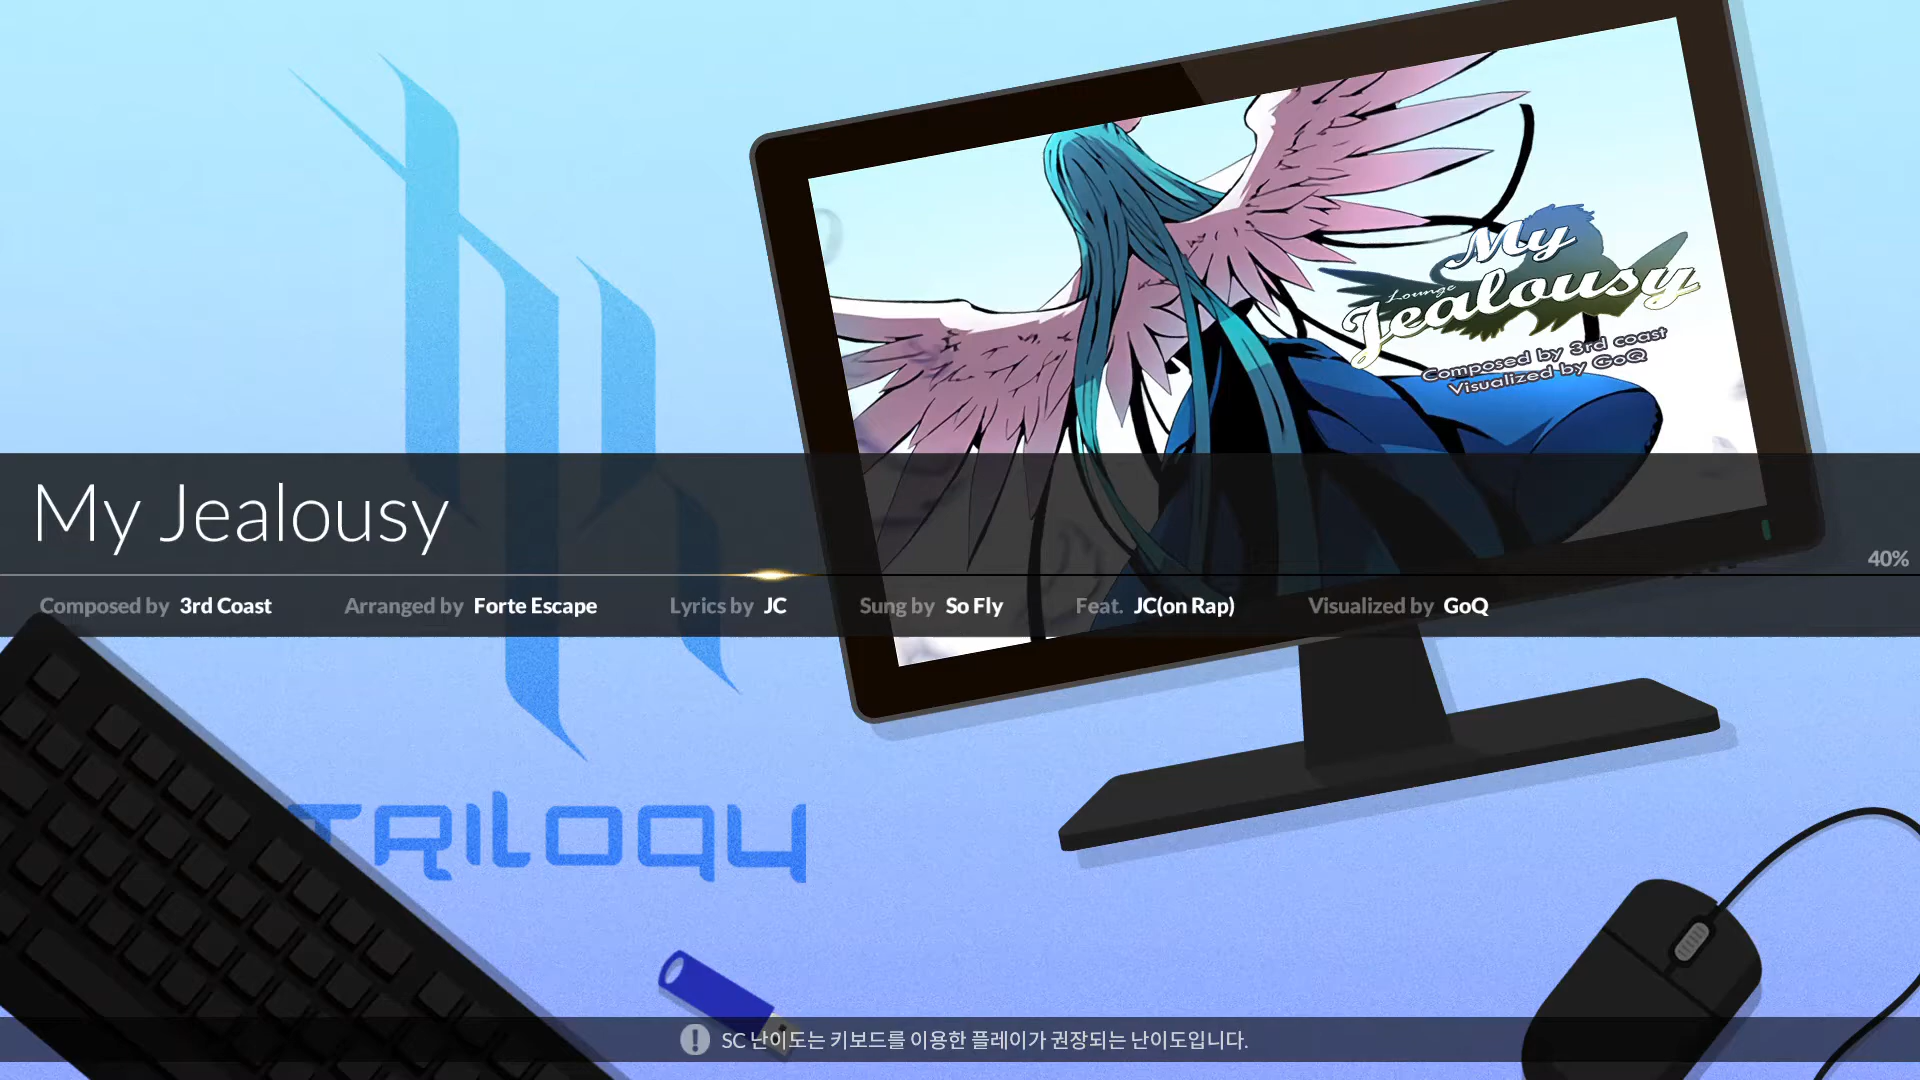 My
Lounge
Jealousy
Composed by 3rd coast
Visualized by GoQ
My Jealousy
40%
Composed by 3rd Coast Arranged by Forte Escape Lyrics by JC Sung by So Fly Feat. JC(on Rap) Visualized by GoQ
TRILOGY
SC 난이도는 키보드를 이용한 플레이가 권장되는 난이도입니다.